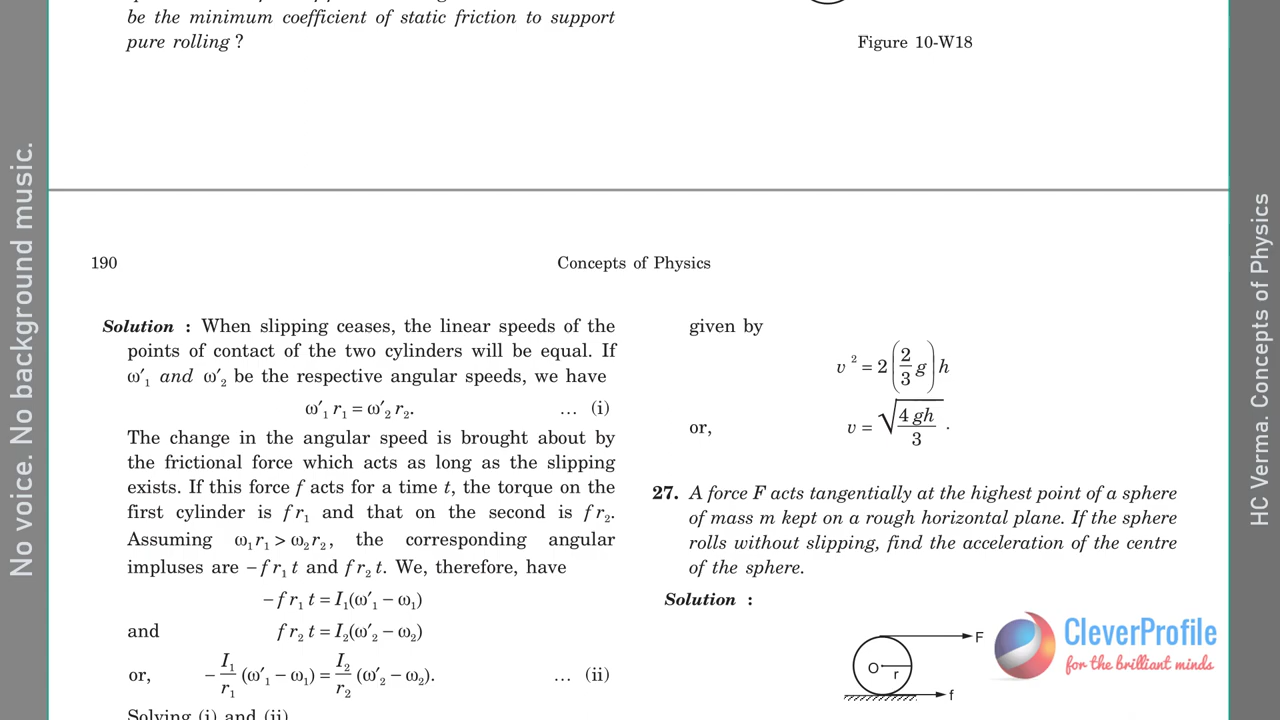 be the minimum coefficient of static friction to support
pure rolling ?
Figure 10-W18
190
Concepts of Physics
Solution : When slipping ceases, the linear speeds of the
points of contact of the two cylinders will be equal. If
ω′₁ and ω′₂ be the respective angular speeds, we have
ω′₁ r₁ = ω′₂ r₂. … (i)
The change in the angular speed is brought about by
the frictional force which acts as long as the slipping
exists. If this force f acts for a time t, the torque on the
first cylinder is f r₁ and that on the second is f r₂.
Assuming ω₁ r₁ > ω₂ r₂, the corresponding angular
impluses are − f r₁ t and f r₂ t. We, therefore, have
− f r₁ t = I₁(ω′₁ − ω₁)
and f r₂ t = I₂(ω′₂ − ω₂)
or, − I₁/r₁ (ω′₁ − ω₁) = I₂/r₂ (ω′₂ − ω₂). … (ii)
Solving (i) and (ii)
given by
v² = 2 (2/3 g) h
or, v = √(4 gh/3) .
27. A force F acts tangentially at the highest point of a sphere
of mass m kept on a rough horizontal plane. If the sphere
rolls without slipping, find the acceleration of the centre
of the sphere.
Solution :
F
O
r
f
CleverProfile
for the brilliant minds
No voice. No background music.
HC Verma. Concepts of Physics